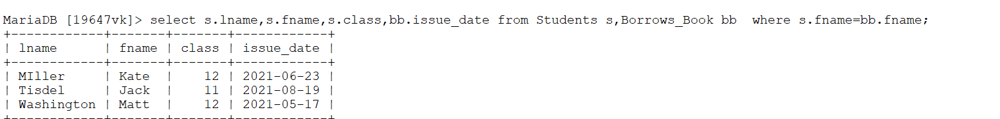 MariaDB [19647vk]> select s.lname,s.fname,s.class,bb.issue_date from Students s,Borrows_Book bb  where s.fname=bb.fname;
+------------+-------+-------+------------+
| lname      | fname | class | issue_date |
+------------+-------+-------+------------+
| MIller     | Kate  |    12 | 2021-06-23 |
| Tisdel     | Jack  |    11 | 2021-08-19 |
| Washington | Matt  |    12 | 2021-05-17 |
+------------+-------+-------+------------+